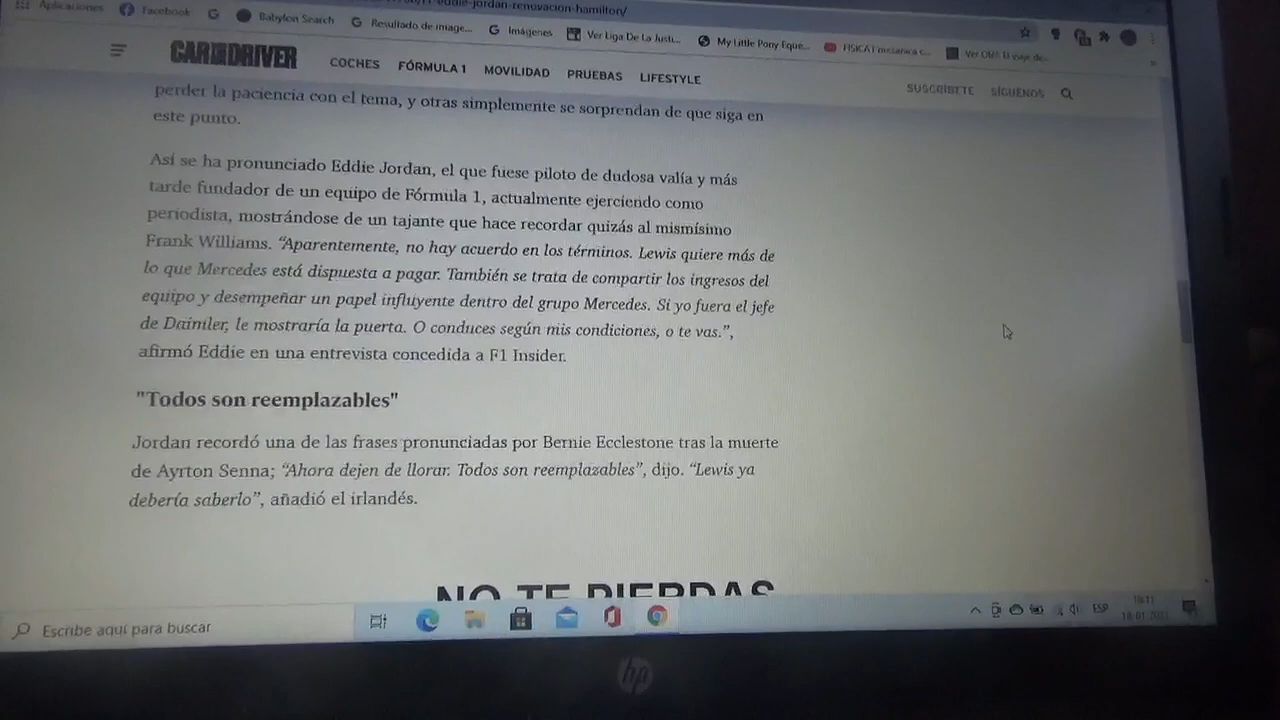 eddie-jordan-renovacion-hamilton/
Aplicaciones Facebook Babylon Search Resultado de image... Imágenes Ver Liga De La Justi... My Little Pony Eque... FISICA I mecánica c...
CAR AND DRIVER
COCHES FÓRMULA 1 MOVILIDAD PRUEBAS LIFESTYLE SUSCRÍBETE SÍGUENOS
perder la paciencia con el tema, y otras simplemente se sorprendan de que siga en
este punto.
Así se ha pronunciado Eddie Jordan, el que fuese piloto de dudosa valía y más
tarde fundador de un equipo de Fórmula 1, actualmente ejerciendo como
periodista, mostrándose de un tajante que hace recordar quizás al mismísimo
Frank Williams. “Aparentemente, no hay acuerdo en los términos. Lewis quiere más de
lo que Mercedes está dispuesta a pagar. También se trata de compartir los ingresos del
equipo y desempeñar un papel influyente dentro del grupo Mercedes. Si yo fuera el jefe
de Daimler, le mostraría la puerta. O conduces según mis condiciones, o te vas.”,
afirmó Eddie en una entrevista concedida a F1 Insider.
"Todos son reemplazables"
Jordan recordó una de las frases pronunciadas por Bernie Ecclestone tras la muerte
de Ayrton Senna; “Ahora dejen de llorar. Todos son reemplazables”, dijo. “Lewis ya
debería saberlo”, añadió el irlandés.
NO TE PIERDAS
Escribe aquí para buscar
ESP
hp